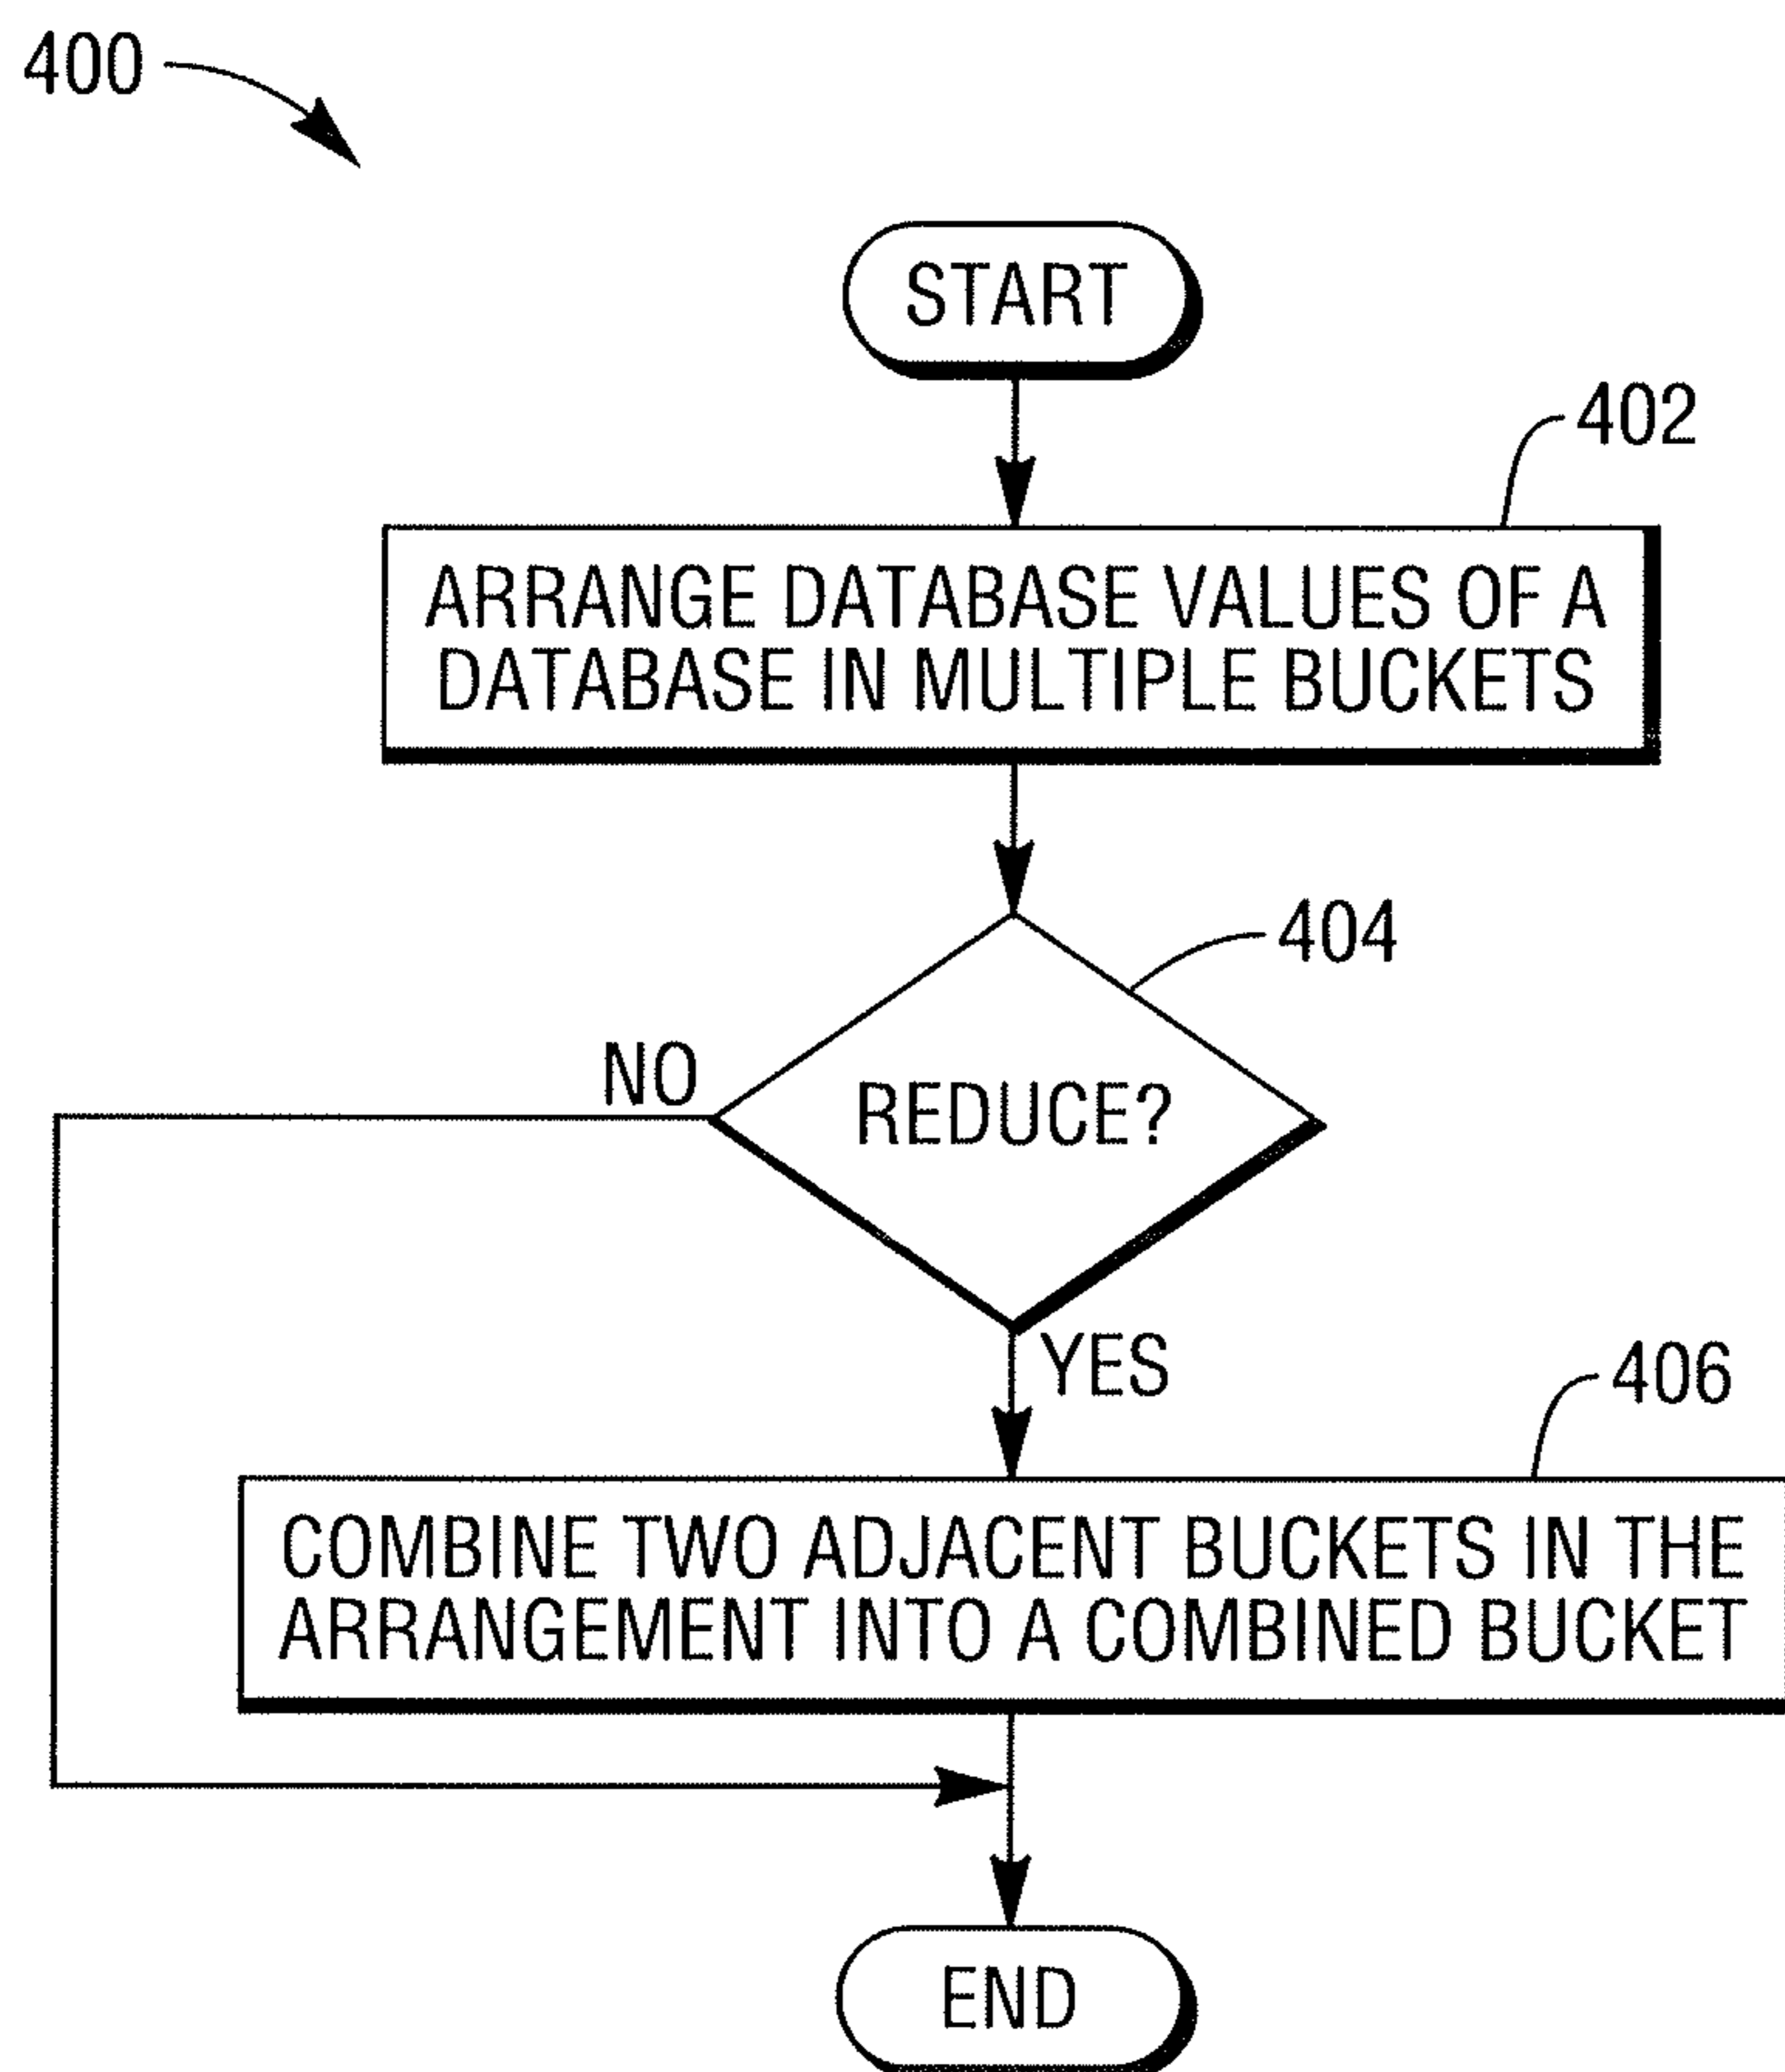 400
START
402
ARRANGE DATABASE VALUES OF A
DATABASE IN MULTIPLE BUCKETS
404
NO
REDUCE?
YES
406
COMBINE TWO ADJACENT BUCKETS IN THE
ARRANGEMENT INTO A COMBINED BUCKET
END